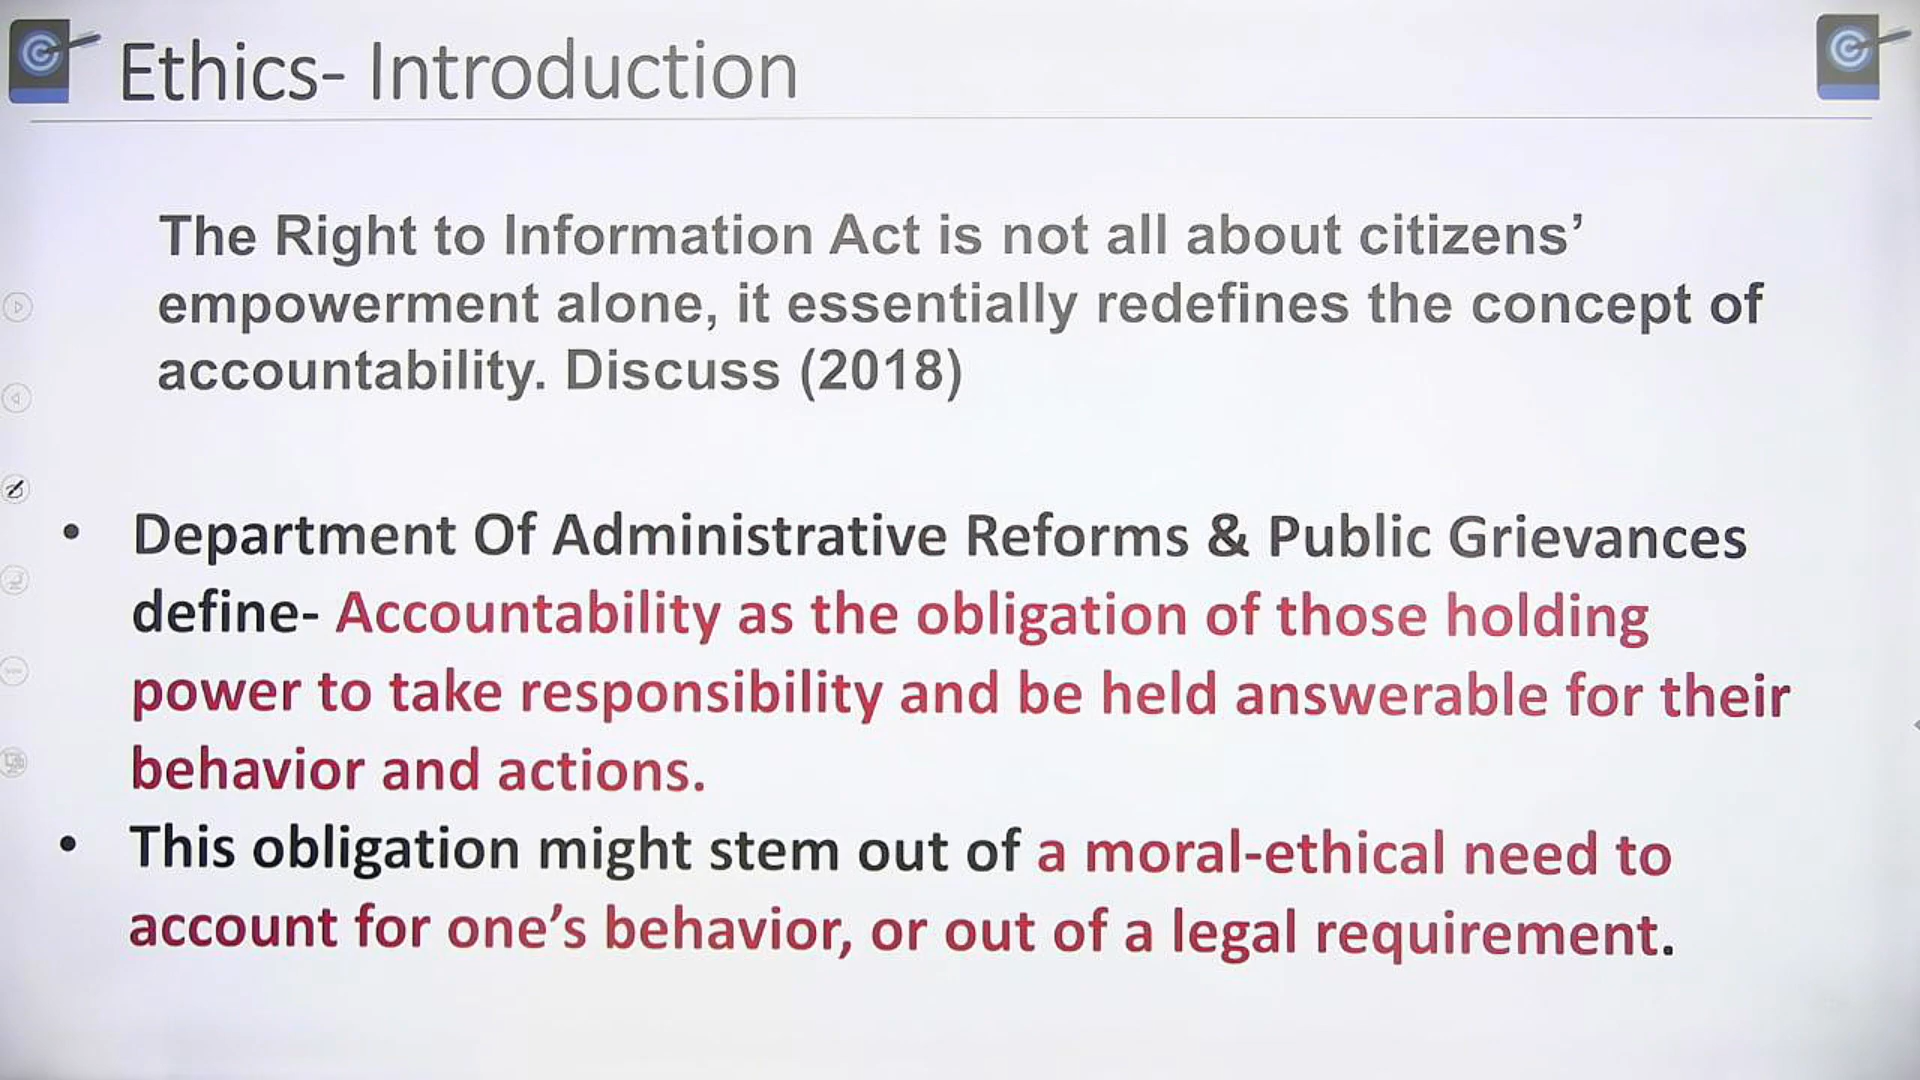 Ethics- Introduction
The Right to Information Act is not all about citizens’
empowerment alone, it essentially redefines the concept of
accountability. Discuss (2018)
• Department Of Administrative Reforms & Public Grievances
define- Accountability as the obligation of those holding
power to take responsibility and be held answerable for their
behavior and actions.
• This obligation might stem out of a moral-ethical need to
account for one’s behavior, or out of a legal requirement.